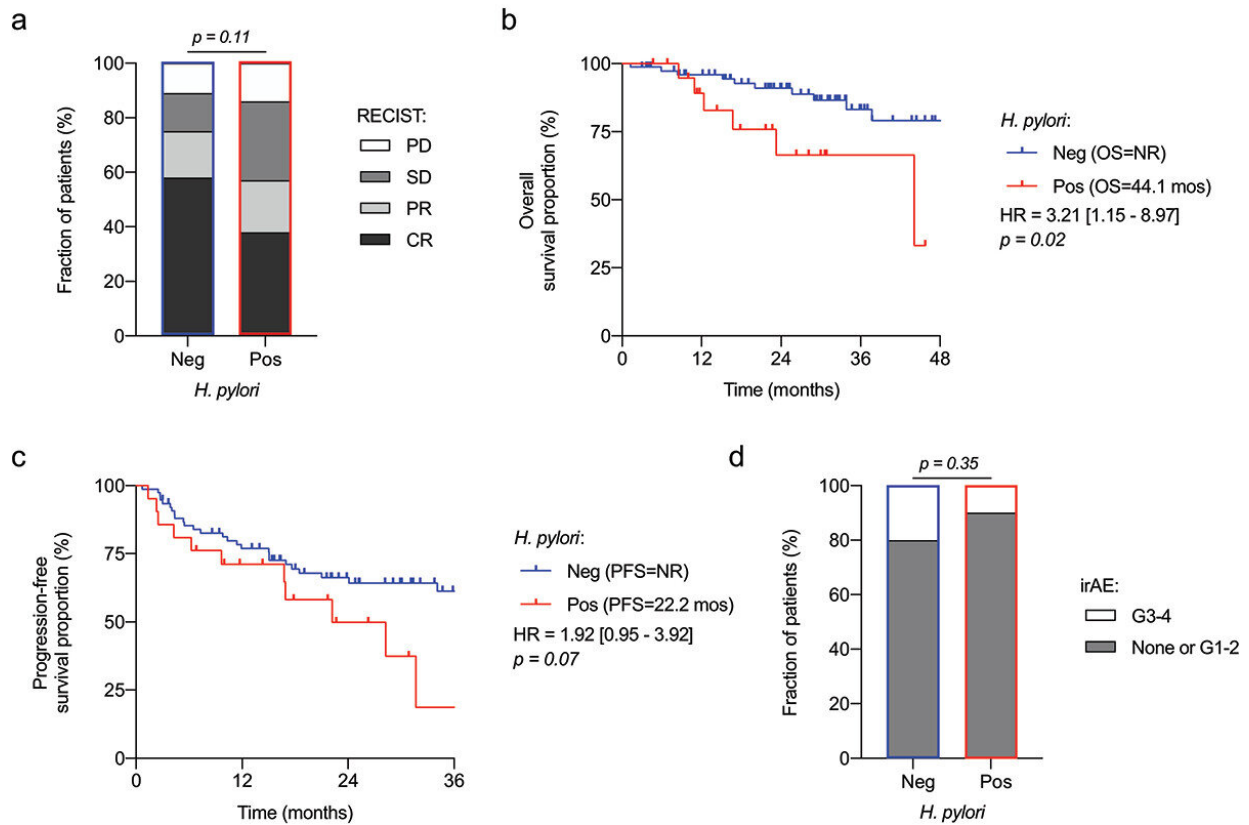 a
p = 0.11
Fraction of patients (%)
100
80
60
40
20
0
Neg Pos
H. pylori
RECIST:
PD
SD
PR
CR
b
Overall
survival proportion (%)
100
75
50
25
0
0 12 24 36 48
Time (months)
H. pylori:
Neg (OS=NR)
Pos (OS=44.1 mos)
HR = 3.21 [1.15 - 8.97]
p = 0.02
c
Progression-free
survival proportion (%)
100
75
50
25
0
0 12 24 36
Time (months)
H. pylori:
Neg (PFS=NR)
Pos (PFS=22.2 mos)
HR = 1.92 [0.95 - 3.92]
p = 0.07
d
p = 0.35
Fraction of patients (%)
100
80
60
40
20
0
Neg Pos
H. pylori
irAE:
G3-4
None or G1-2